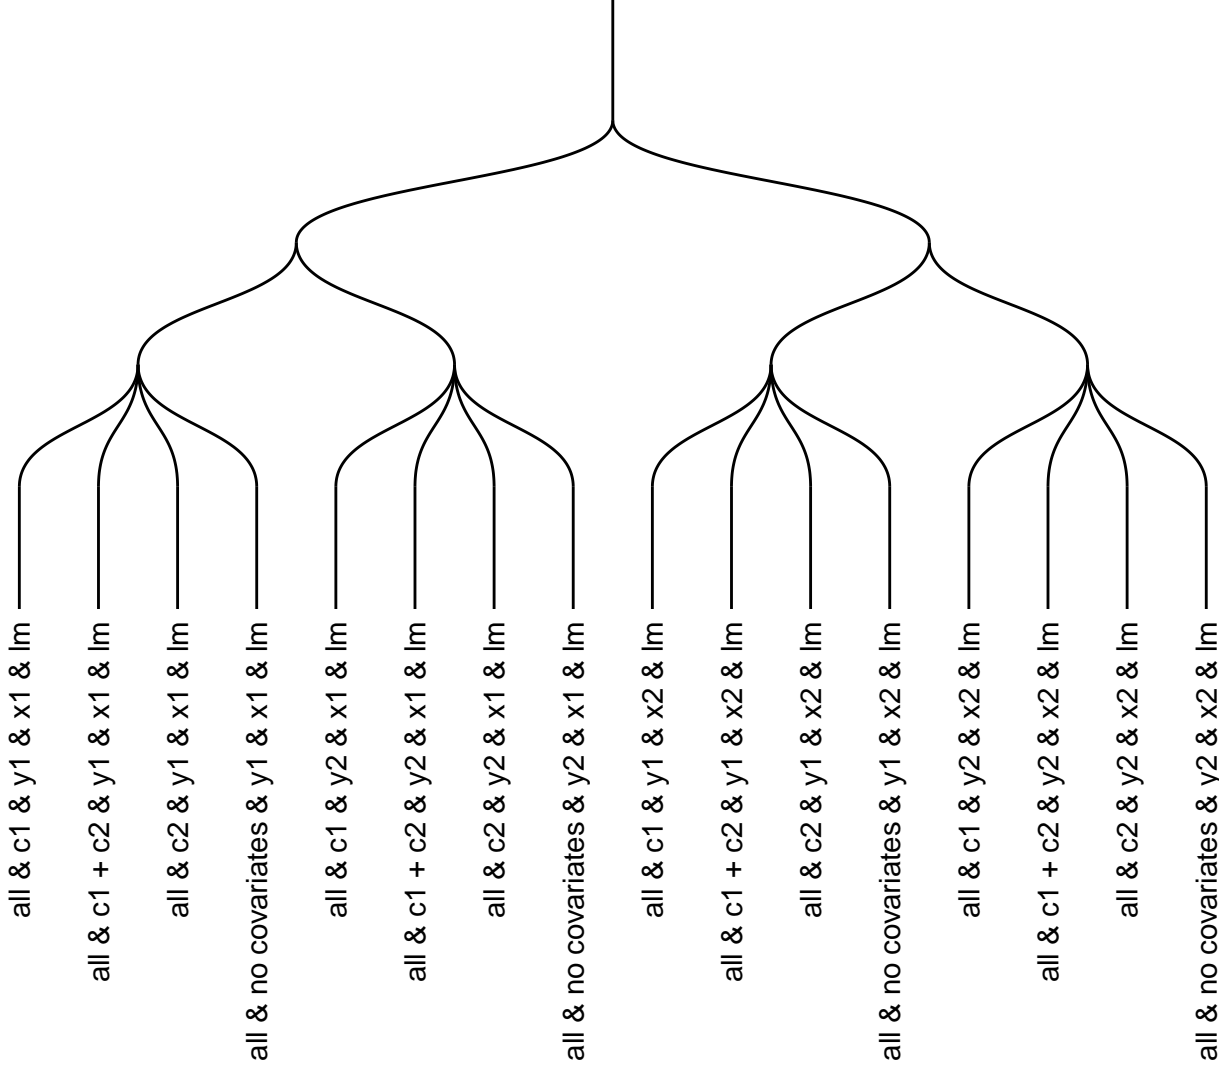 all & c1 & y1 & x1 & lm
all & c1 + c2 & y1 & x1 & lm
all & c2 & y1 & x1 & lm
all & no covariates & y1 & x1 & lm
all & c1 & y2 & x1 & lm
all & c1 + c2 & y2 & x1 & lm
all & c2 & y2 & x1 & lm
all & no covariates & y2 & x1 & lm
all & c1 & y1 & x2 & lm
all & c1 + c2 & y1 & x2 & lm
all & c2 & y1 & x2 & lm
all & no covariates & y1 & x2 & lm
all & c1 & y2 & x2 & lm
all & c1 + c2 & y2 & x2 & lm
all & c2 & y2 & x2 & lm
all & no covariates & y2 & x2 & lm